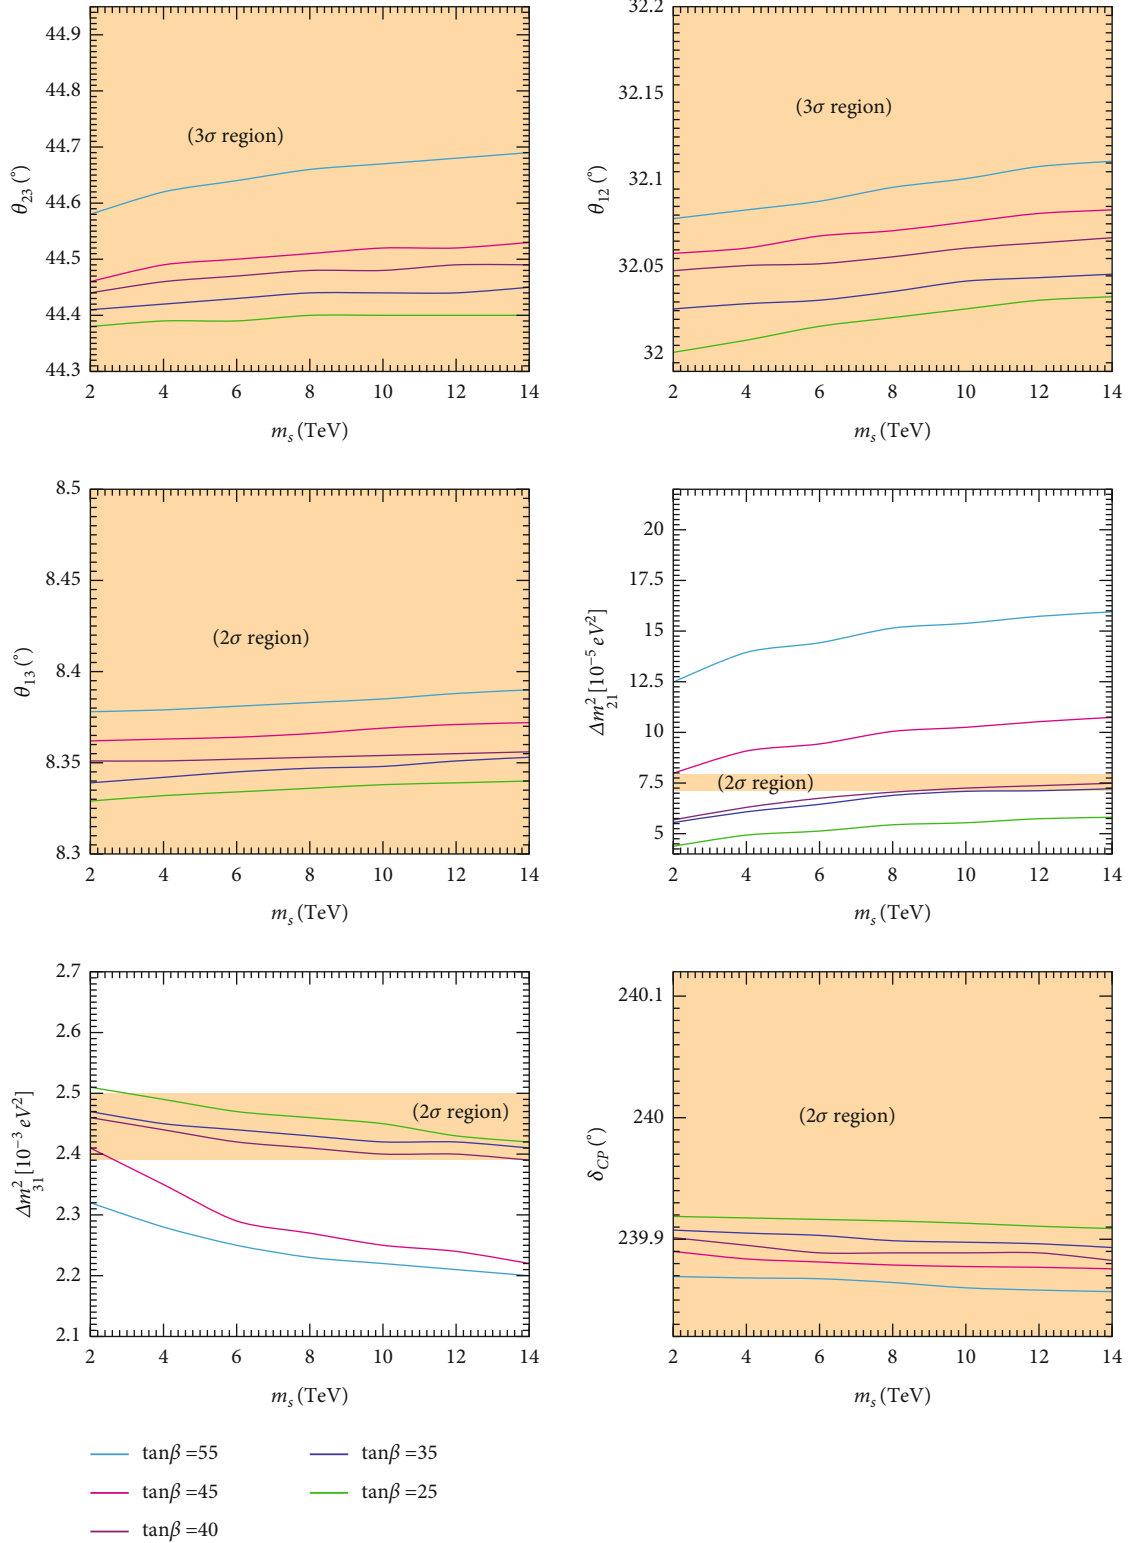 44.9
44.8
44.7
44.6
44.5
44.4
44.3
θ23 (°)
(3σ region)
2 4 6 8 10 12 14
ms (TeV)
32.2
32.15
32.1
32.05
32
θ12 (°)
(3σ region)
2 4 6 8 10 12 14
ms (TeV)
8.5
8.45
8.4
8.35
8.3
θ13 (°)
(2σ region)
2 4 6 8 10 12 14
ms (TeV)
20
17.5
15
12.5
10
7.5
5
Δm²21 [10⁻⁵ eV²]
(2σ region)
2 4 6 8 10 12 14
ms (TeV)
2.7
2.6
2.5
2.4
2.3
2.2
2.1
Δm²31 [10⁻³ eV²]
(2σ region)
2 4 6 8 10 12 14
ms (TeV)
240.1
240
239.9
δCP (°)
(2σ region)
2 4 6 8 10 12 14
ms (TeV)
tanβ =55
tanβ =45
tanβ =40
tanβ =35
tanβ =25